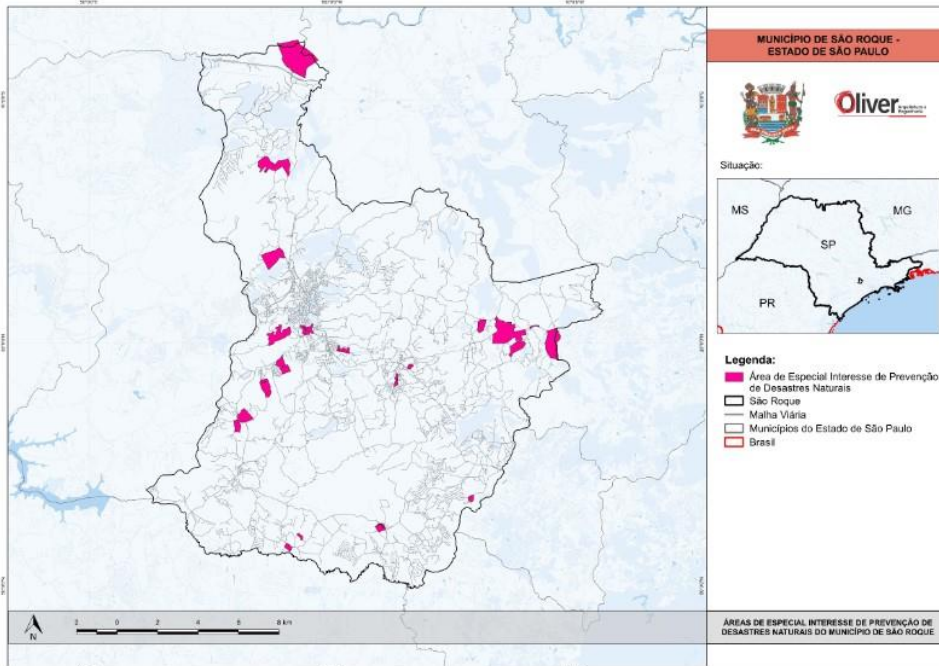 MUNICÍPIO DE SÃO ROQUE -
ESTADO DE SÃO PAULO
Oliver
Arquitetura e
Engenharia
Situação:
MS
MG
SP
PR
Legenda:
Área de Especial Interesse de Prevenção
de Desastres Naturais
São Roque
Malha Viária
Municípios do Estado de São Paulo
Brasil
N
2 0 2 4 6 8 km
ÁREAS DE ESPECIAL INTERESSE DE PREVENÇÃO DE
DESASTRES NATURAIS DO MUNICÍPIO DE SÃO ROQUE